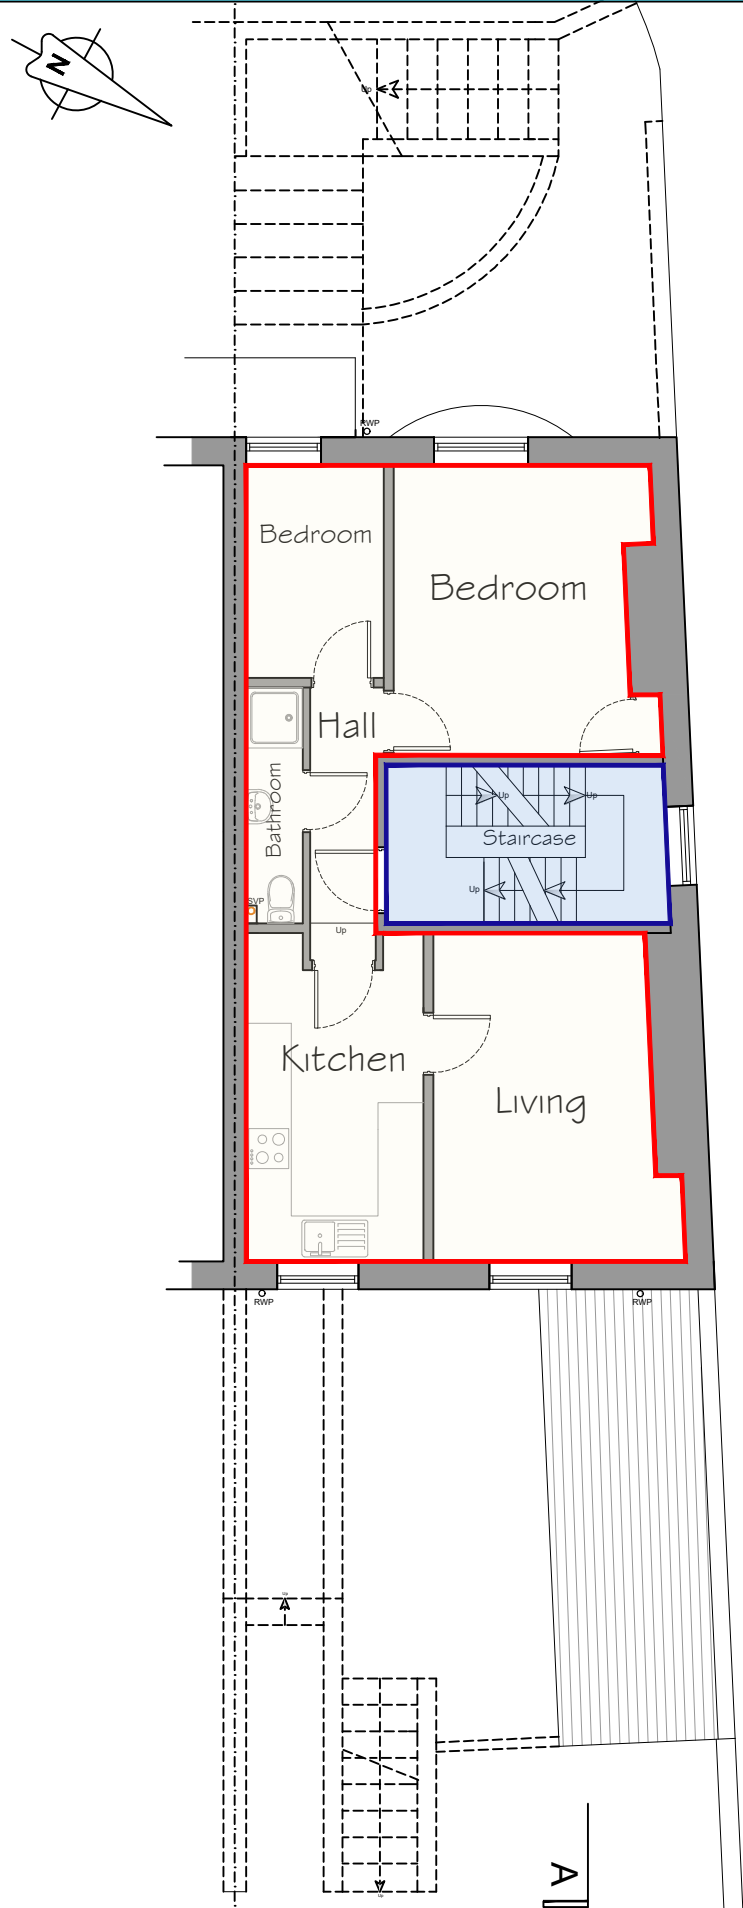 N
Up
RWP
Bedroom
Bedroom
Hall
Bathroom
Up
Up
Staircase
Up
SVP
Up
Kitchen
Living
RWP
RWP
Up
Up
A